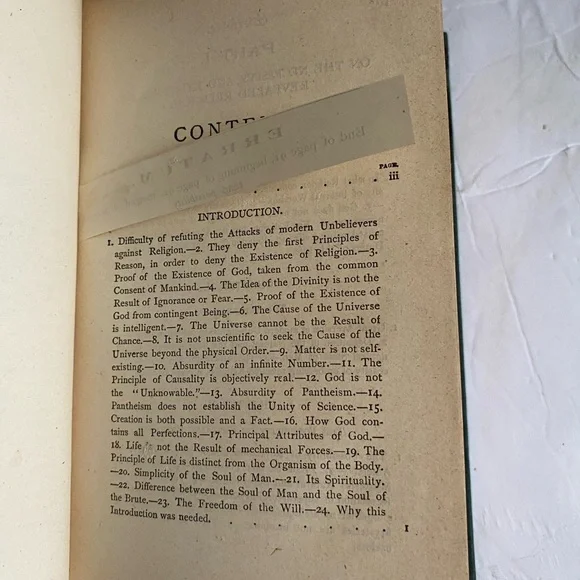 CONTE
ERRATUM
End of page 91, beginning of page
PAGE.
. . . . . . . iii
INTRODUCTION.
1. Difficulty of refuting the Attacks of modern Unbelievers
against Religion.—2. They deny the first Principles of
Reason, in order to deny the Existence of Religion.—3.
Proof of the Existence of God, taken from the common
Consent of Mankind.—4. The Idea of the Divinity is not the
Result of Ignorance or Fear.—5. Proof of the Existence of
God from contingent Being.—6. The Cause of the Universe
is intelligent.—7. The Universe cannot be the Result of
Chance.—8. It is not unscientific to seek the Cause of the
Universe beyond the physical Order.—9. Matter is not self-
existing.—10. Absurdity of an infinite Number.—11. The
Principle of Causality is objectively real.—12. God is not
the "Unknowable."—13. Absurdity of Pantheism.—14.
Pantheism does not establish the Unity of Science.—15.
Creation is both possible and a Fact.—16. How God con-
tains all Perfections.—17. Principal Attributes of God.—
18. Life not the Result of mechanical Forces.—19. The
Principle of Life is distinct from the Organism of the Body.
—20. Simplicity of the Soul of Man.—21. Its Spirituality.
—22. Difference between the Soul of Man and the Soul of
the Brute.—23. The Freedom of the Will.—24. Why this
Introduction was needed. . . . . . . 1